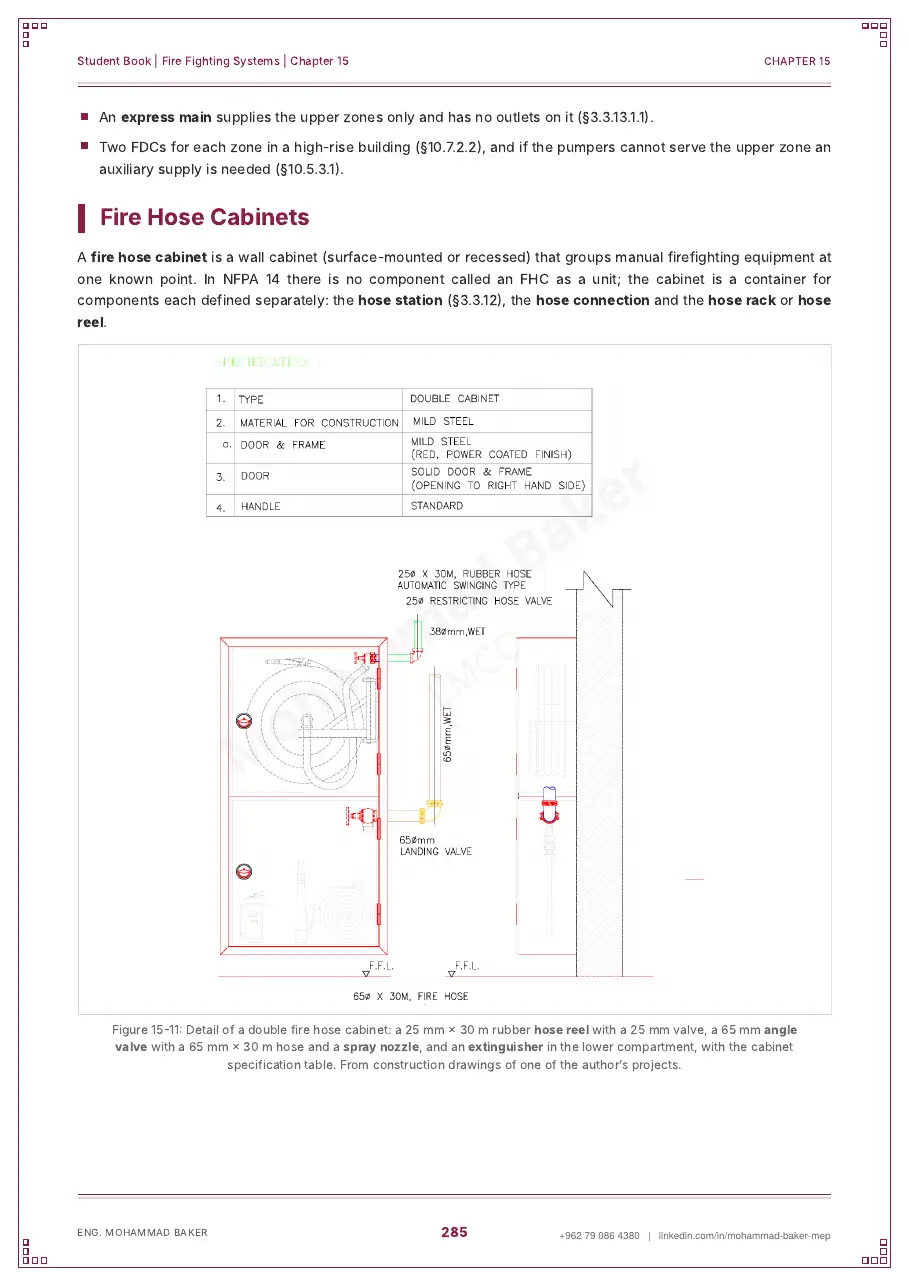 Student Book | Fire Fighting Systems | Chapter 15
CHAPTER 15
An express main supplies the upper zones only and has no outlets on it (§3.3.13.1.1).
Two FDCs for each zone in a high-rise building (§10.7.2.2), and if the pumpers cannot serve the upper zone an
auxiliary supply is needed (§10.5.3.1).
Fire Hose Cabinets
A fire hose cabinet is a wall cabinet (surface-mounted or recessed) that groups manual firefighting equipment at
one known point. In NFPA 14 there is no component called an FHC as a unit; the cabinet is a container for
components each defined separately: the hose station (§3.3.12), the hose connection and the hose rack or hose
reel.
SPECIFICATION
1. TYPE DOUBLE CABINET
2. MATERIAL FOR CONSTRUCTION MILD STEEL
a. DOOR & FRAME MILD STEEL
(RED, POWER COATED FINISH)
3. DOOR SOLID DOOR & FRAME
(OPENING TO RIGHT HAND SIDE)
4. HANDLE STANDARD
25ø X 30M, RUBBER HOSE
AUTOMATIC SWINGING TYPE
25ø RESTRICTING HOSE VALVE
38ømm,WET
65ømm,WET
65ømm
LANDING VALVE
F.F.L.
F.F.L.
65ø X 30M, FIRE HOSE
Mohammad Baker
Figure 15-11: Detail of a double fire hose cabinet: a 25 mm × 30 m rubber hose reel with a 25 mm valve, a 65 mm angle
valve with a 65 mm × 30 m hose and a spray nozzle, and an extinguisher in the lower compartment, with the cabinet
specification table. From construction drawings of one of the author's projects.
ENG. MOHAMMAD BAKER
285
+962 79 086 4380 | linkedin.com/in/mohammad-baker-mep